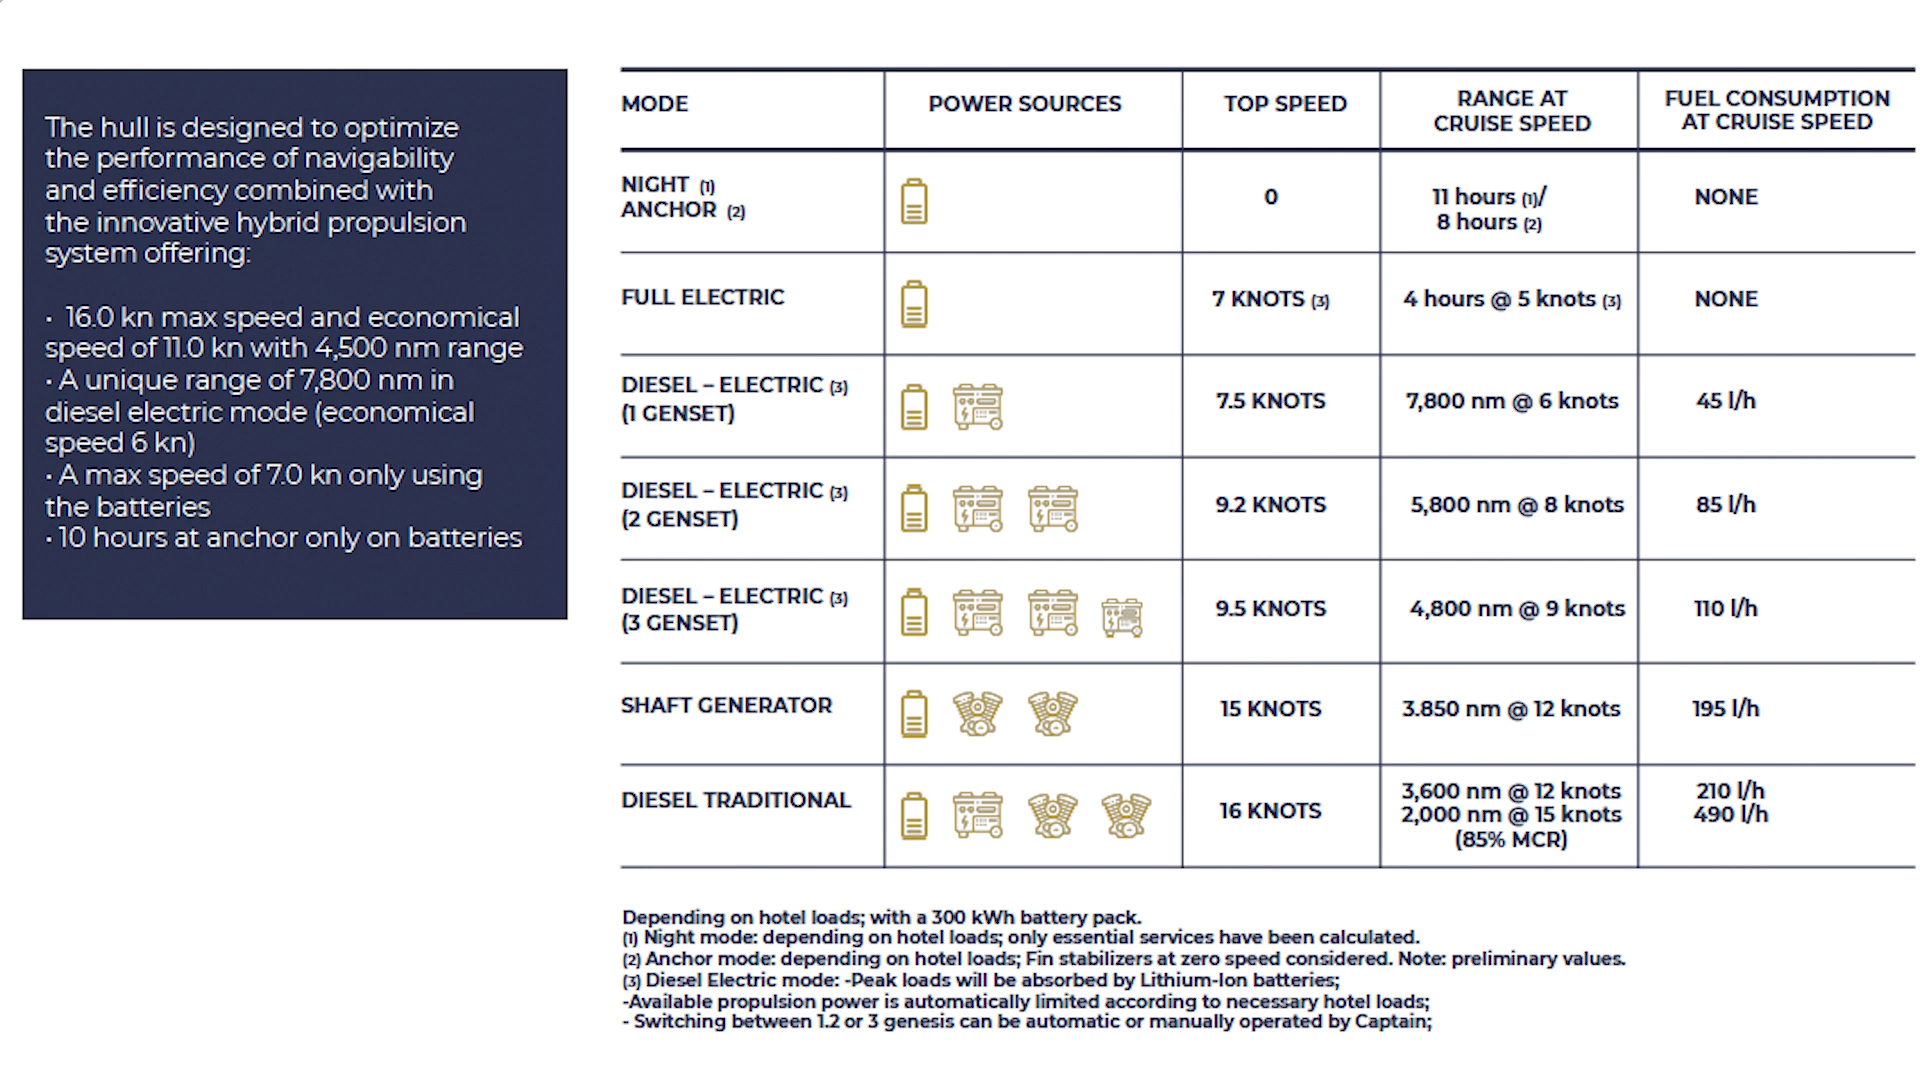 The hull is designed to optimize
the performance of navigability
and efficiency combined with
the innovative hybrid propulsion
system offering:
· 16.0 kn max speed and economical
speed of 11.0 kn with 4,500 nm range
· A unique range of 7,800 nm in
diesel electric mode (economical
speed 6 kn)
· A max speed of 7.0 kn only using
the batteries
· 10 hours at anchor only on batteries
MODE POWER SOURCES TOP SPEED RANGE AT CRUISE SPEED FUEL CONSUMPTION AT CRUISE SPEED
NIGHT (1)
ANCHOR (2)
0
11 hours (1)/
8 hours (2)
NONE
FULL ELECTRIC 7 KNOTS (3) 4 hours @ 5 knots (3) NONE
DIESEL – ELECTRIC (3)
(1 GENSET)
7.5 KNOTS 7,800 nm @ 6 knots 45 l/h
DIESEL – ELECTRIC (3)
(2 GENSET)
9.2 KNOTS 5,800 nm @ 8 knots 85 l/h
DIESEL – ELECTRIC (3)
(3 GENSET)
9.5 KNOTS 4,800 nm @ 9 knots 110 l/h
SHAFT GENERATOR 15 KNOTS 3.850 nm @ 12 knots 195 l/h
DIESEL TRADITIONAL 16 KNOTS
3,600 nm @ 12 knots 210 l/h
2,000 nm @ 15 knots 490 l/h
(85% MCR)
Depending on hotel loads; with a 300 kWh battery pack.
(1) Night mode: depending on hotel loads; only essential services have been calculated.
(2) Anchor mode: depending on hotel loads; Fin stabilizers at zero speed considered. Note: preliminary values.
(3) Diesel Electric mode: -Peak loads will be absorbed by Lithium-Ion batteries;
-Available propulsion power is automatically limited according to necessary hotel loads;
- Switching between 1.2 or 3 genesis can be automatic or manually operated by Captain;